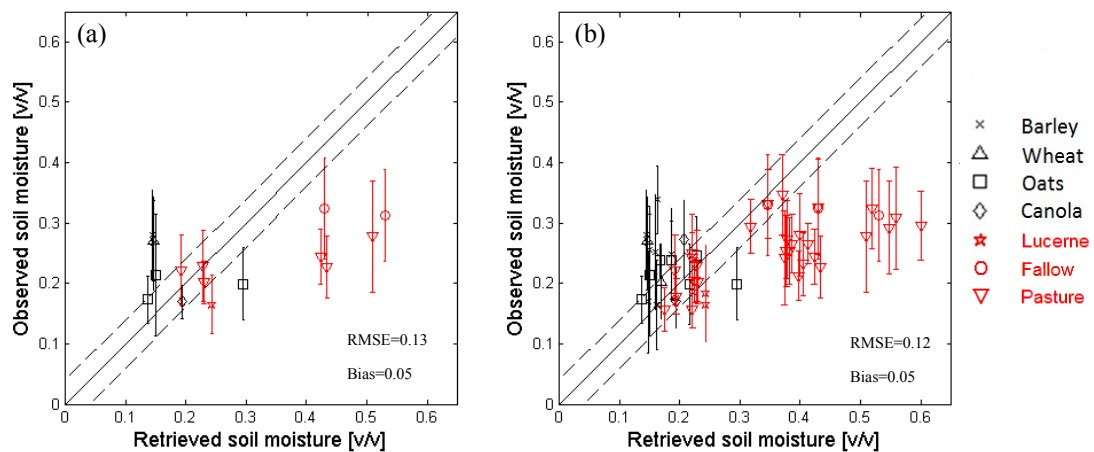 (a)
0.6
0.5
0.4
0.3
0.2
0.1
0
Observed soil moisture [v/v]
RMSE=0.13
Bias=0.05
0 0.1 0.2 0.3 0.4 0.5 0.6
Retrieved soil moisture [v/v]
(b)
0.6
0.5
0.4
0.3
0.2
0.1
0
Observed soil moisture [v/v]
RMSE=0.12
Bias=0.05
0 0.1 0.2 0.3 0.4 0.5 0.6
Retrieved soil moisture [v/v]
Barley
Wheat
Oats
Canola
Lucerne
Fallow
Pasture